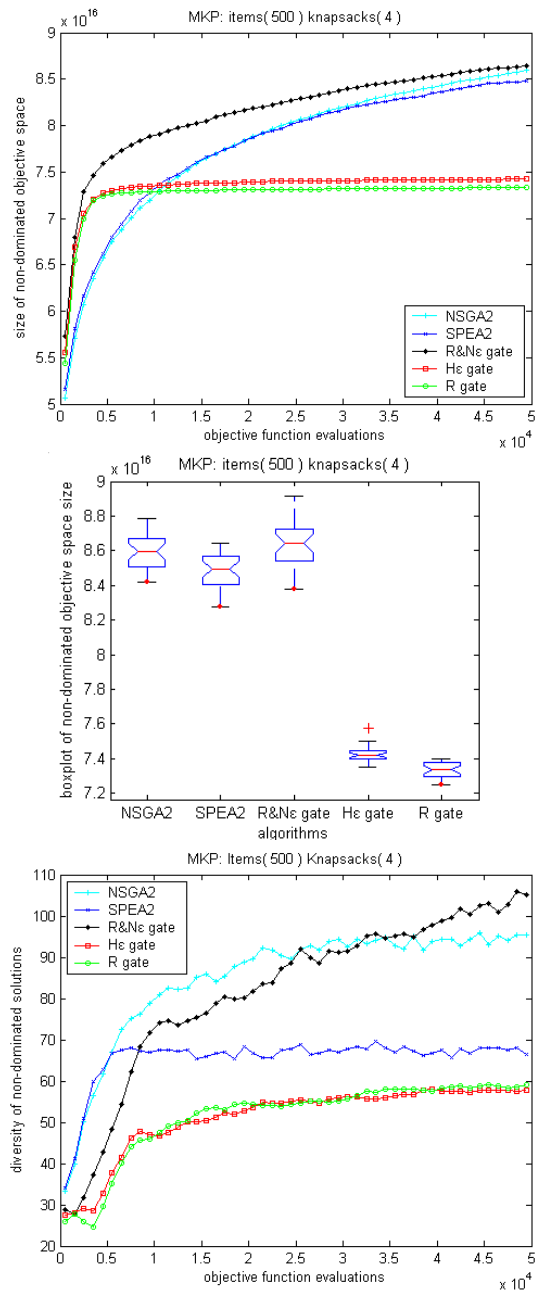 MKP: items( 500 ) knapsacks( 4 )
x 10^16
9
8.5
8
7.5
7
6.5
6
5.5
5
size of non-dominated objective space
NSGA2
SPEA2
R&Nε gate
Hε gate
R gate
0 0.5 1 1.5 2 2.5 3 3.5 4 4.5 5
x 10^4
objective function evaluations
MKP: items( 500 ) knapsacks( 4 )
x 10^16
9
8.8
8.6
8.4
8.2
8
7.8
7.6
7.4
7.2
boxplot of non-dominated objective space size
NSGA2 SPEA2 R&Nε gate Hε gate R gate
algorithms
MKP: Items( 500 ) Knapsacks( 4 )
110
100
90
80
70
60
50
40
30
20
diversity of non-dominated solutions
NSGA2
SPEA2
R&Nε gate
Hε gate
R gate
0 0.5 1 1.5 2 2.5 3 3.5 4 4.5 5
x 10^4
objective function evaluations